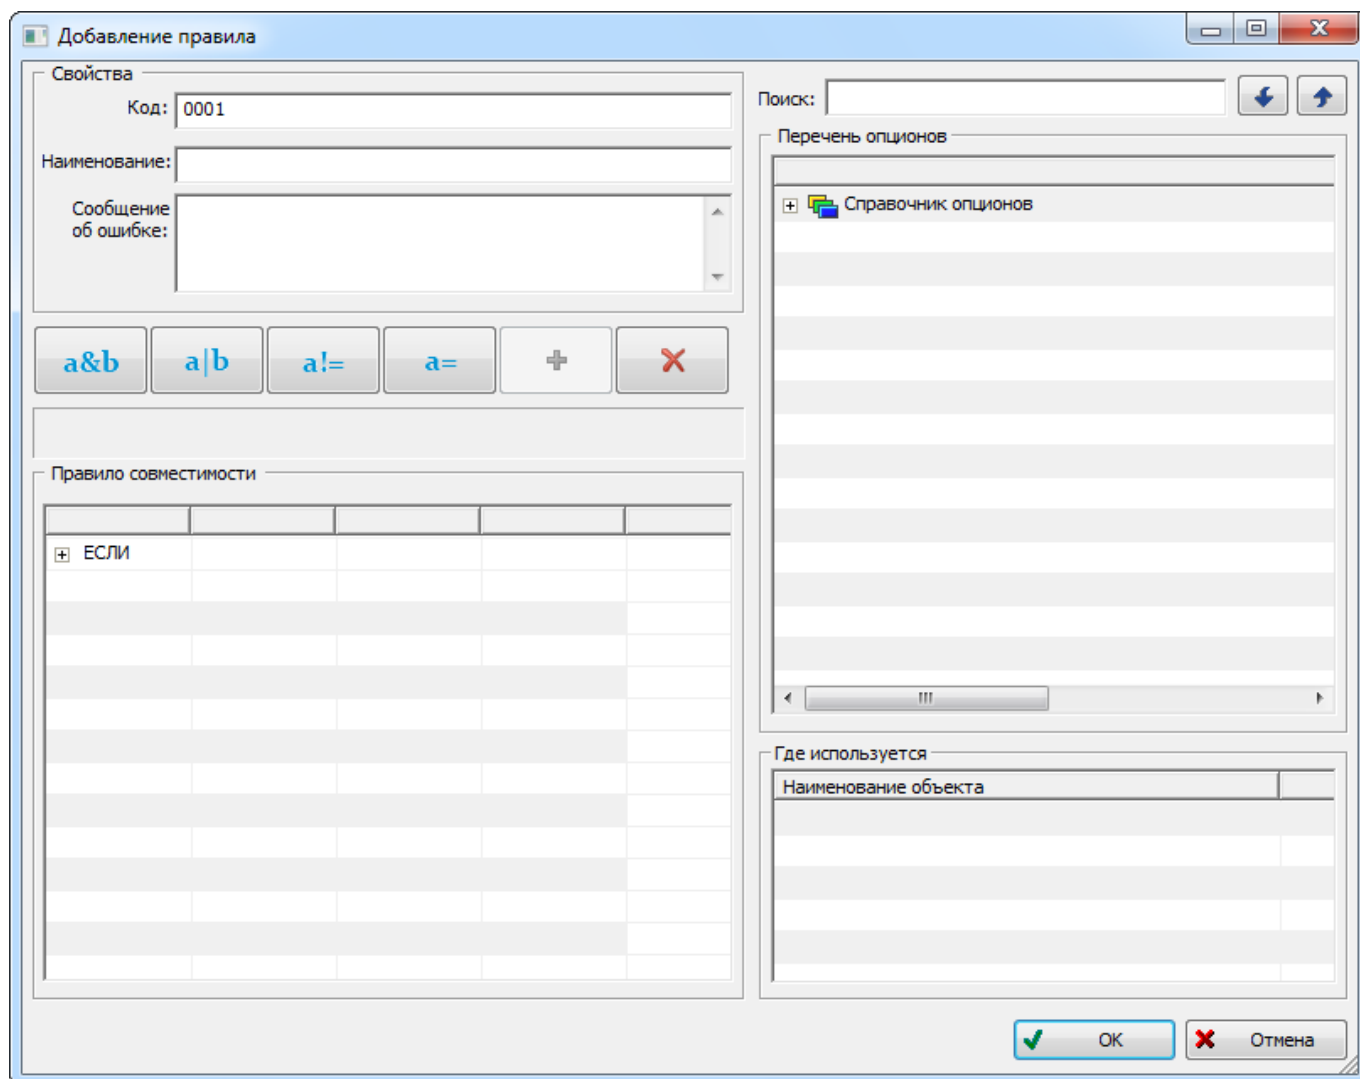 Добавление правила
Свойства
Код: 0001
Наименование:
Сообщение
об ошибке:
a&b a|b a!= a=
Правило совместимости
ЕСЛИ
Поиск:
Перечень опционов
Справочник опционов
Где используется
Наименование объекта
OK Отмена